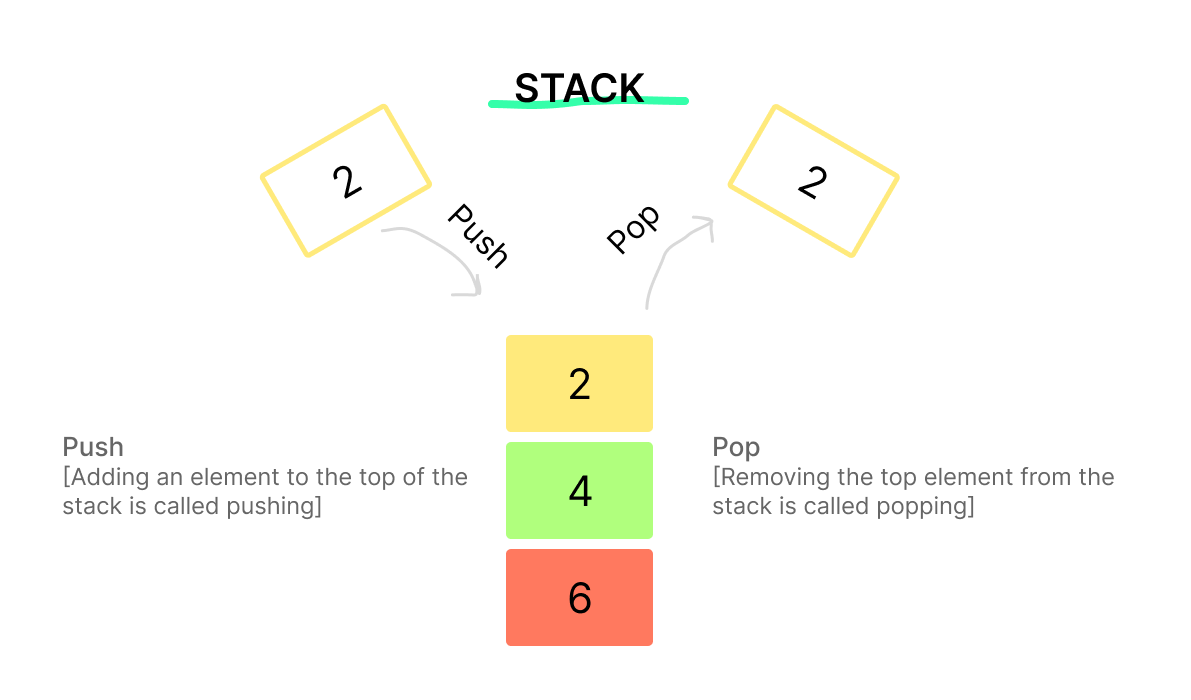 STACK
2
Push
Pop
2
2
4
6
Push
[Adding an element to the top of the
stack is called pushing]
Pop
[Removing the top element from the
stack is called popping]